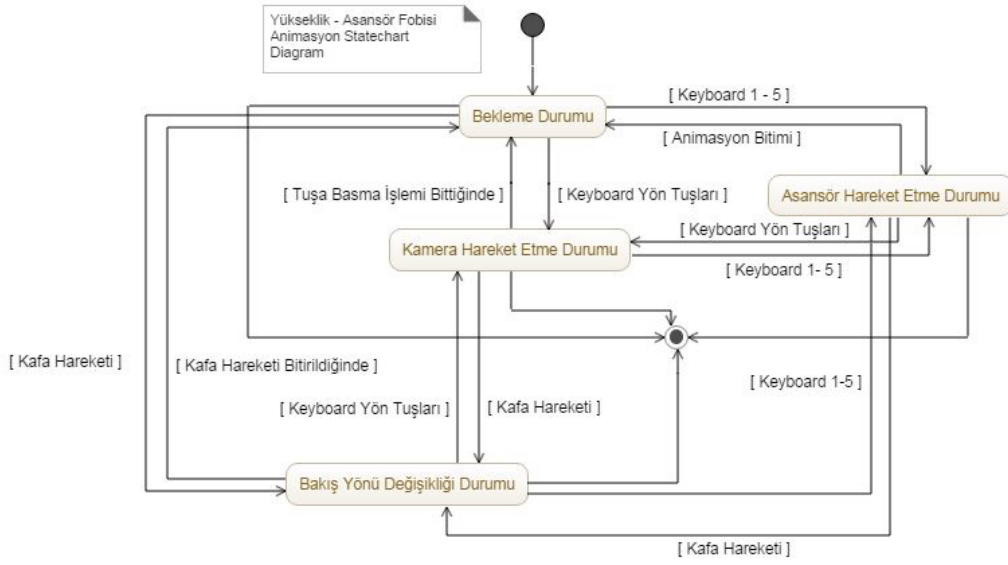 Yükseklik - Asansör Fobisi
Animasyon Statechart
Diagram
[ Keyboard 1 - 5 ]
Bekleme Durumu
[ Animasyon Bitimi ]
[ Tuşa Basma İşlemi Bittiğinde ]
[ Keyboard Yön Tuşları ]
Asansör Hareket Etme Durumu
[ Keyboard Yön Tuşları ]
Kamera Hareket Etme Durumu
[ Keyboard 1- 5 ]
[ Kafa Hareketi ]
[ Kafa Hareketi Bitirildiğinde ]
[ Keyboard 1-5 ]
[ Keyboard Yön Tuşları ]
[ Kafa Hareketi ]
Bakış Yönü Değişikliği Durumu
[ Kafa Hareketi ]